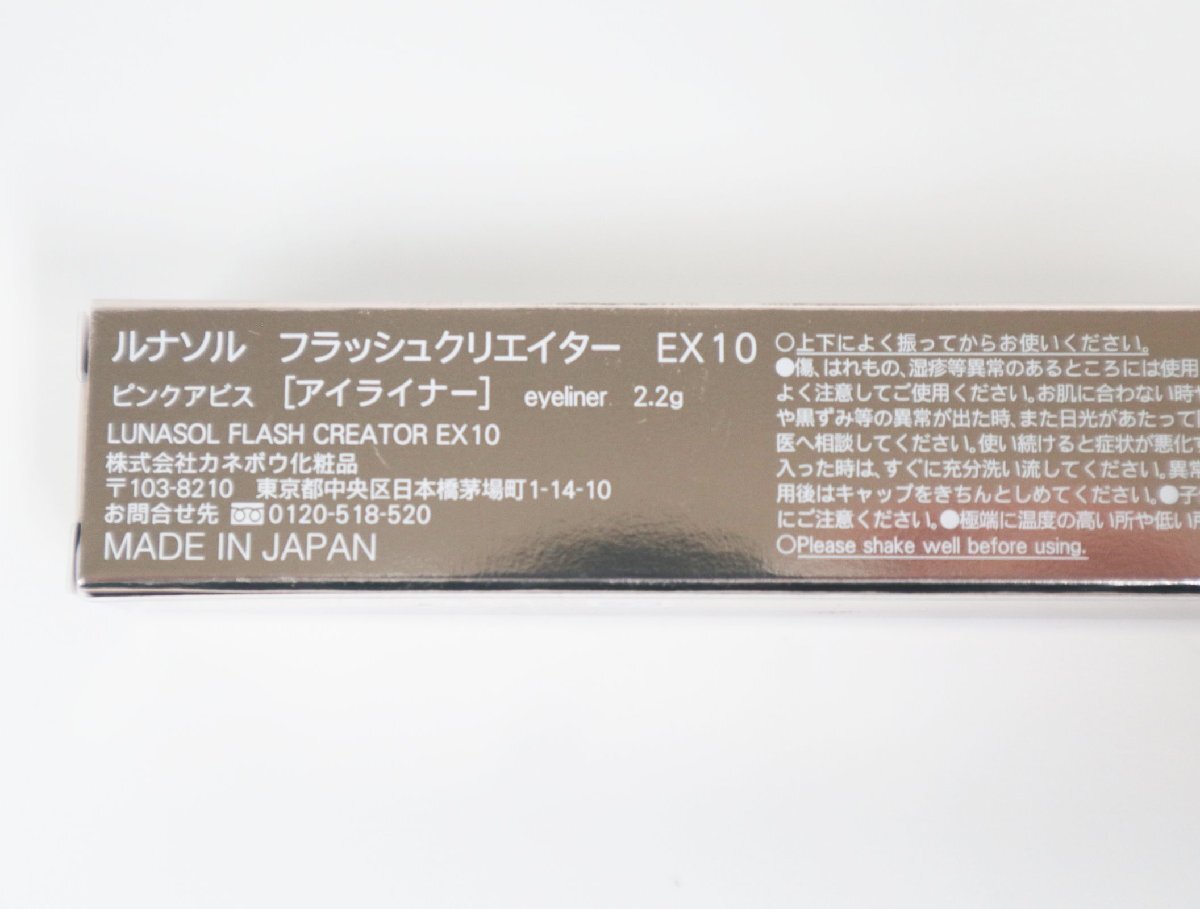 ルナソル フラッシュクリエイター EX10
ピンクアビス [アイライナー] eyeliner 2.2g
LUNASOL FLASH CREATOR EX10
株式会社カネボウ化粧品
〒103-8210 東京都中央区日本橋茅場町1-14-10
お問合せ先 0120-518-520
MADE IN JAPAN
○上下によく振ってからお使いください。
●傷、はれもの、湿疹等異常のあるところには使用
よく注意してご使用ください。お肌に合わない時や
や黒ずみ等の異常が出た時、また日光があたって
医へ相談してください。使い続けると症状が悪化
入った時は、すぐに充分洗い流してください。異
用後はキャップをきちんとしめてください。●子
にご注意ください。●極端に温度の高い所や低い
○Please shake well before using.